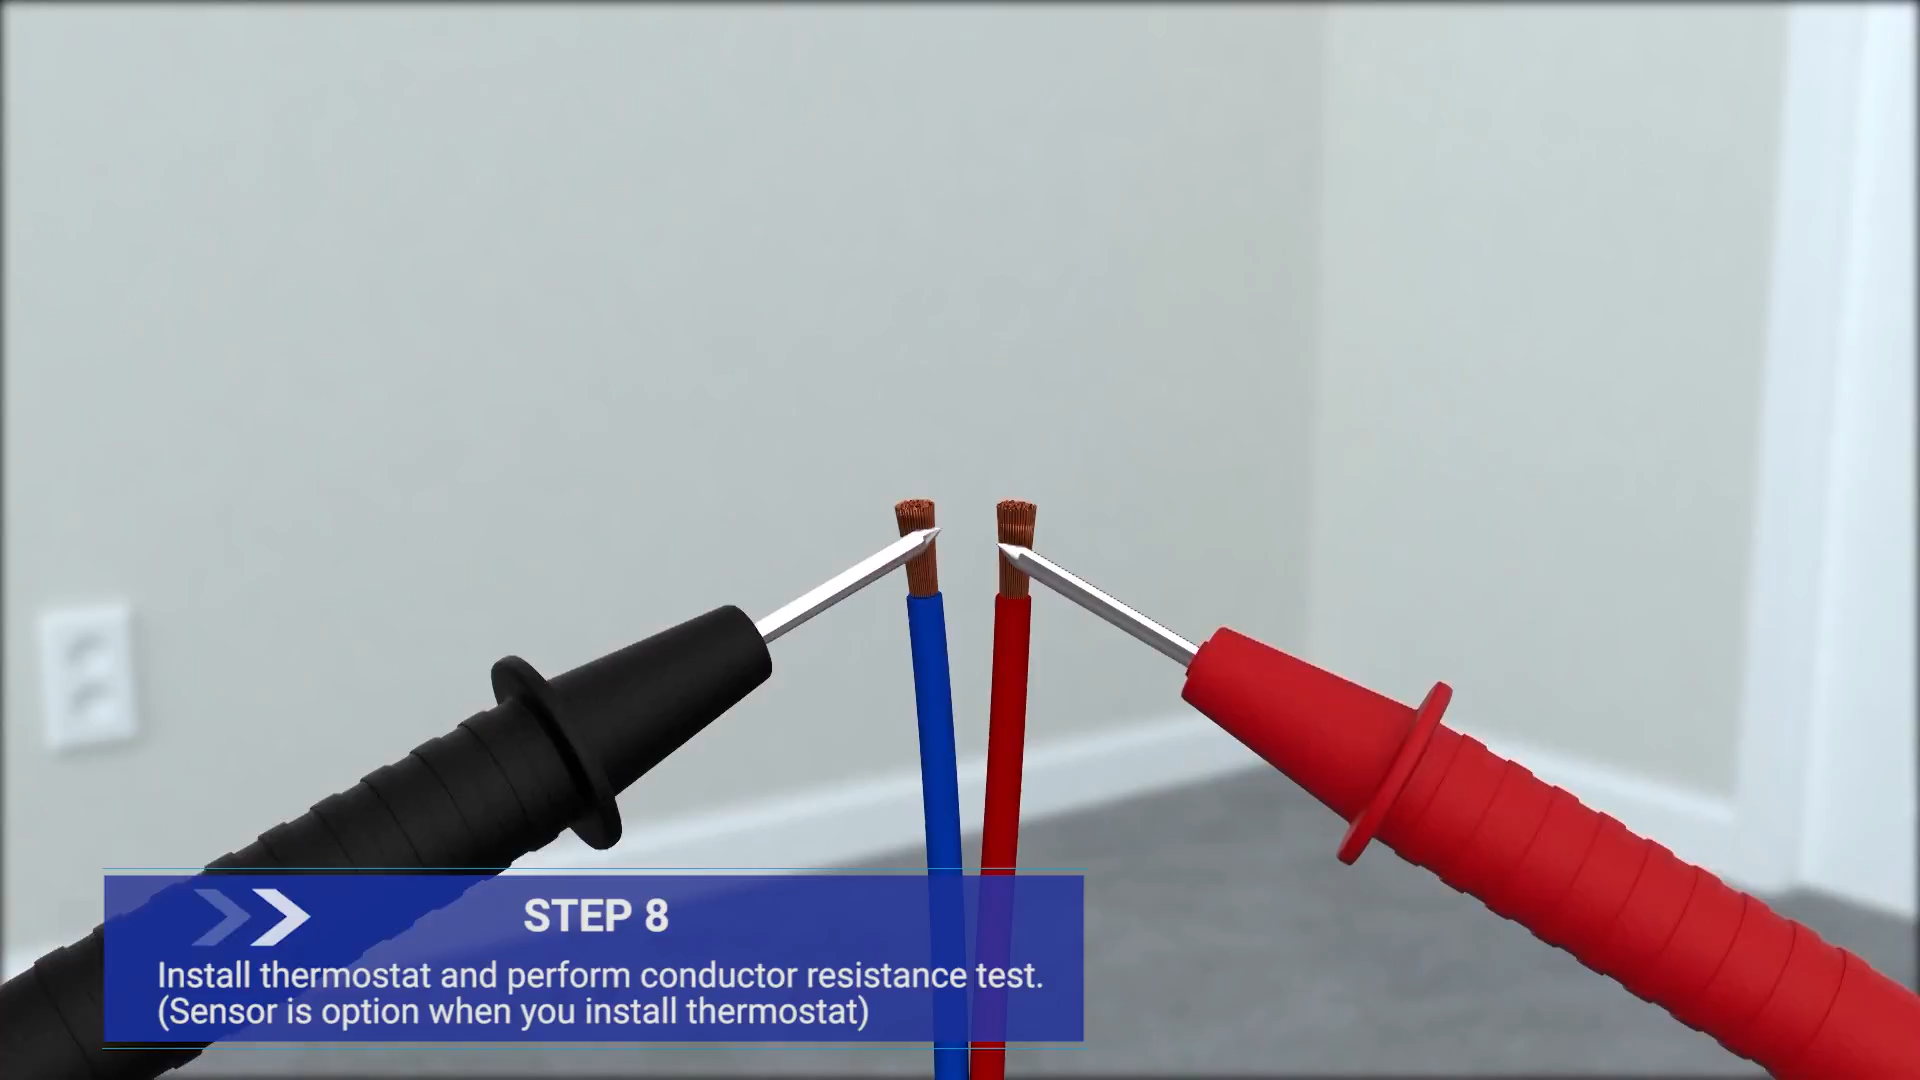 STEP 8
Install thermostat and perform conductor resistance test.
(Sensor is option when you install thermostat)